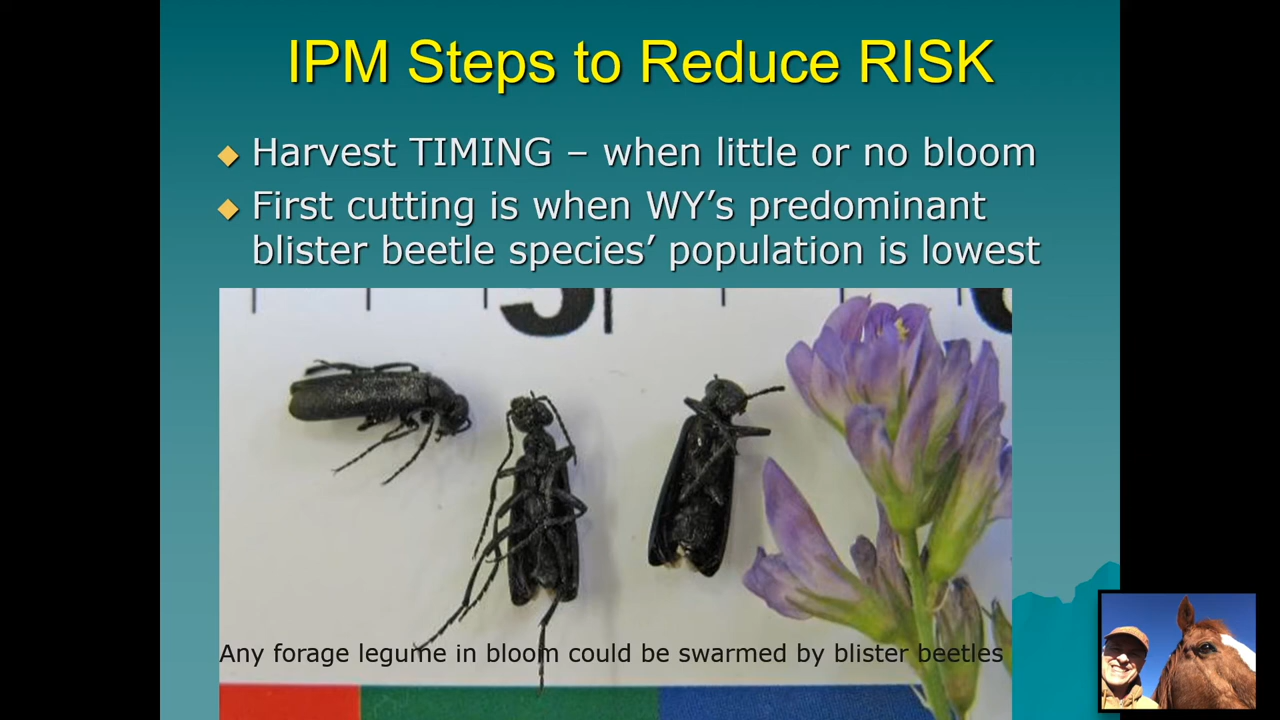 IPM Steps to Reduce RISK
Harvest TIMING – when little or no bloom
First cutting is when WY’s predominant
blister beetle species’ population is lowest
Any forage legume in bloom could be swarmed by blister beetles